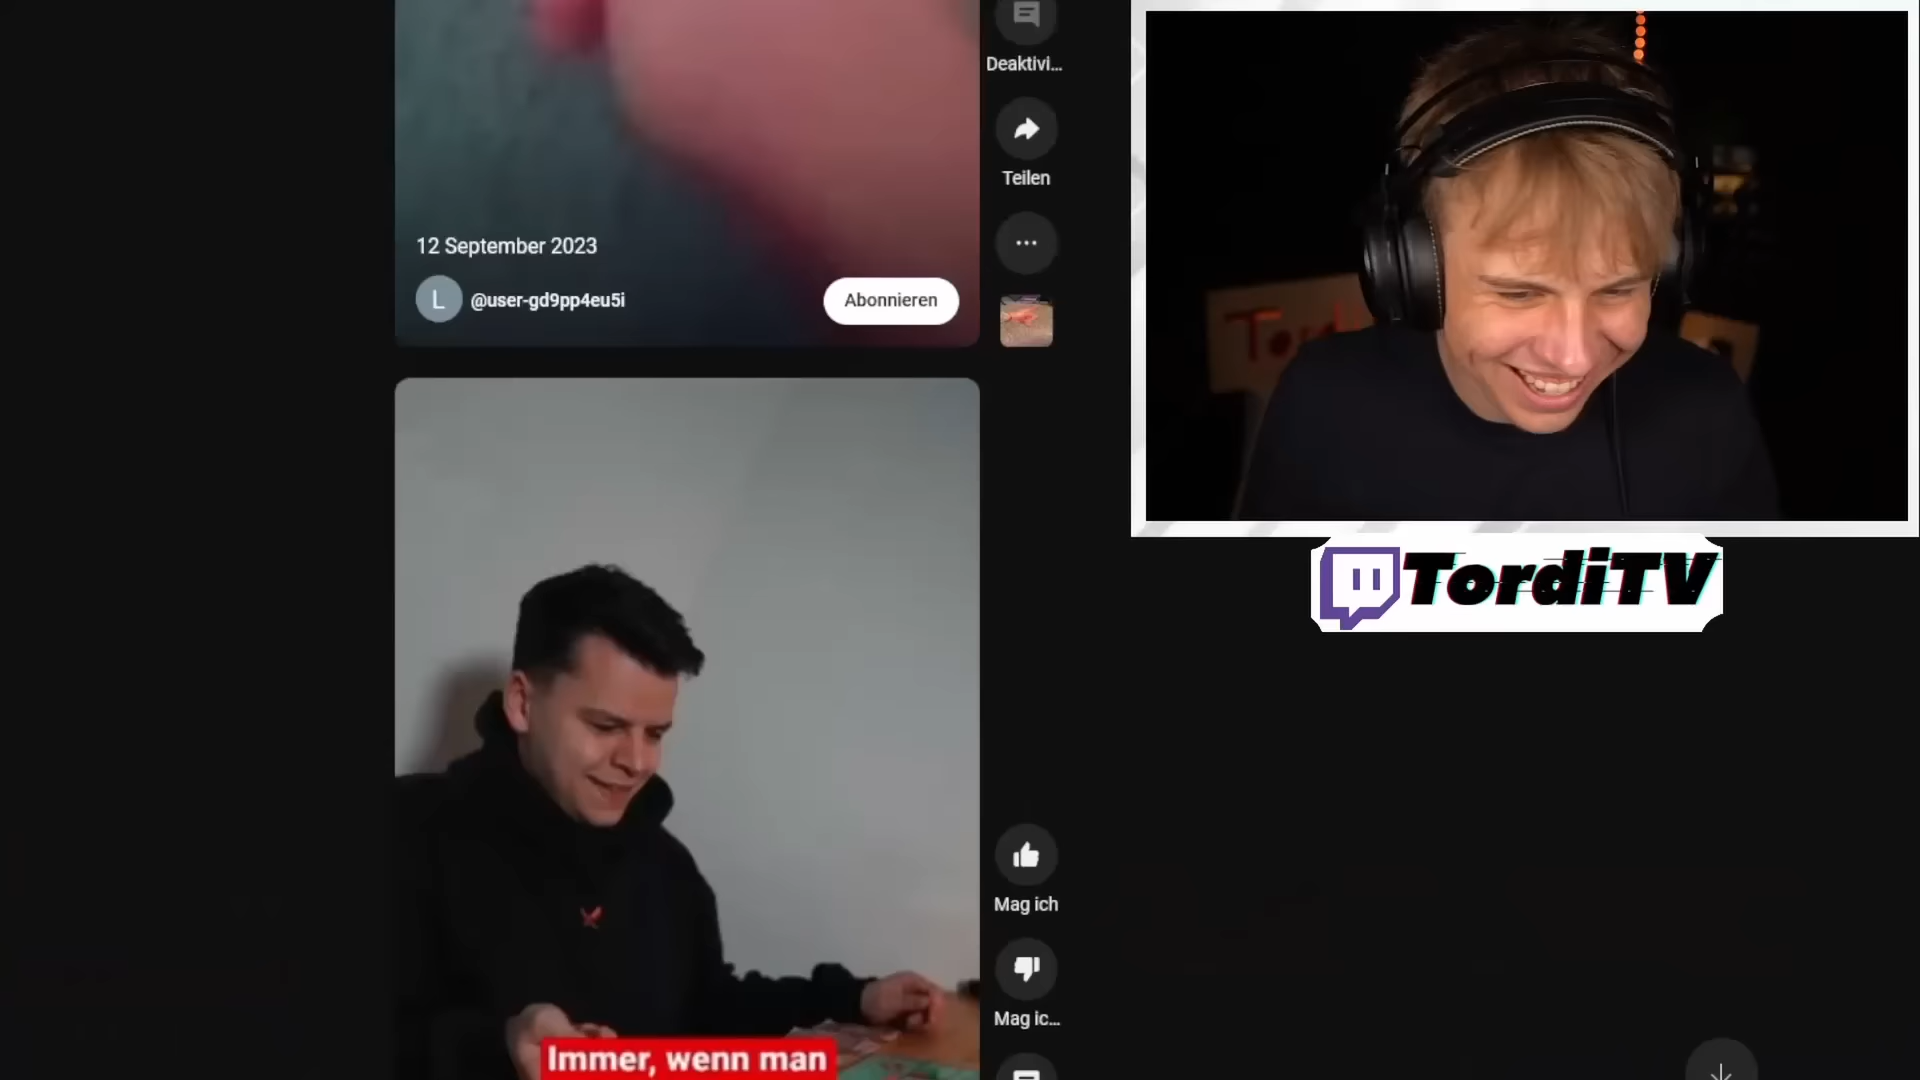 Deaktivi...
Teilen
12 September 2023
L
@user-gd9pp4eu5i
Abonnieren
TordiTV
Mag ich
Mag ic...
Immer, wenn man